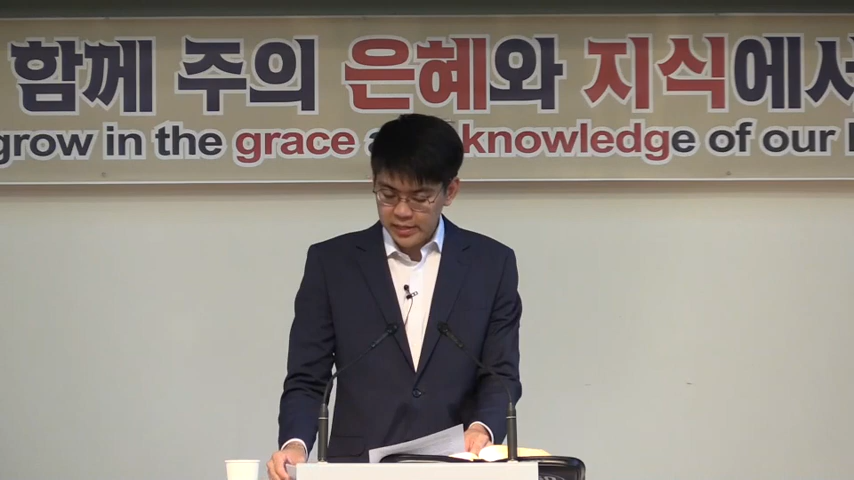 함께 주의 은혜와 지식에서
grow in the grace knowledge of our